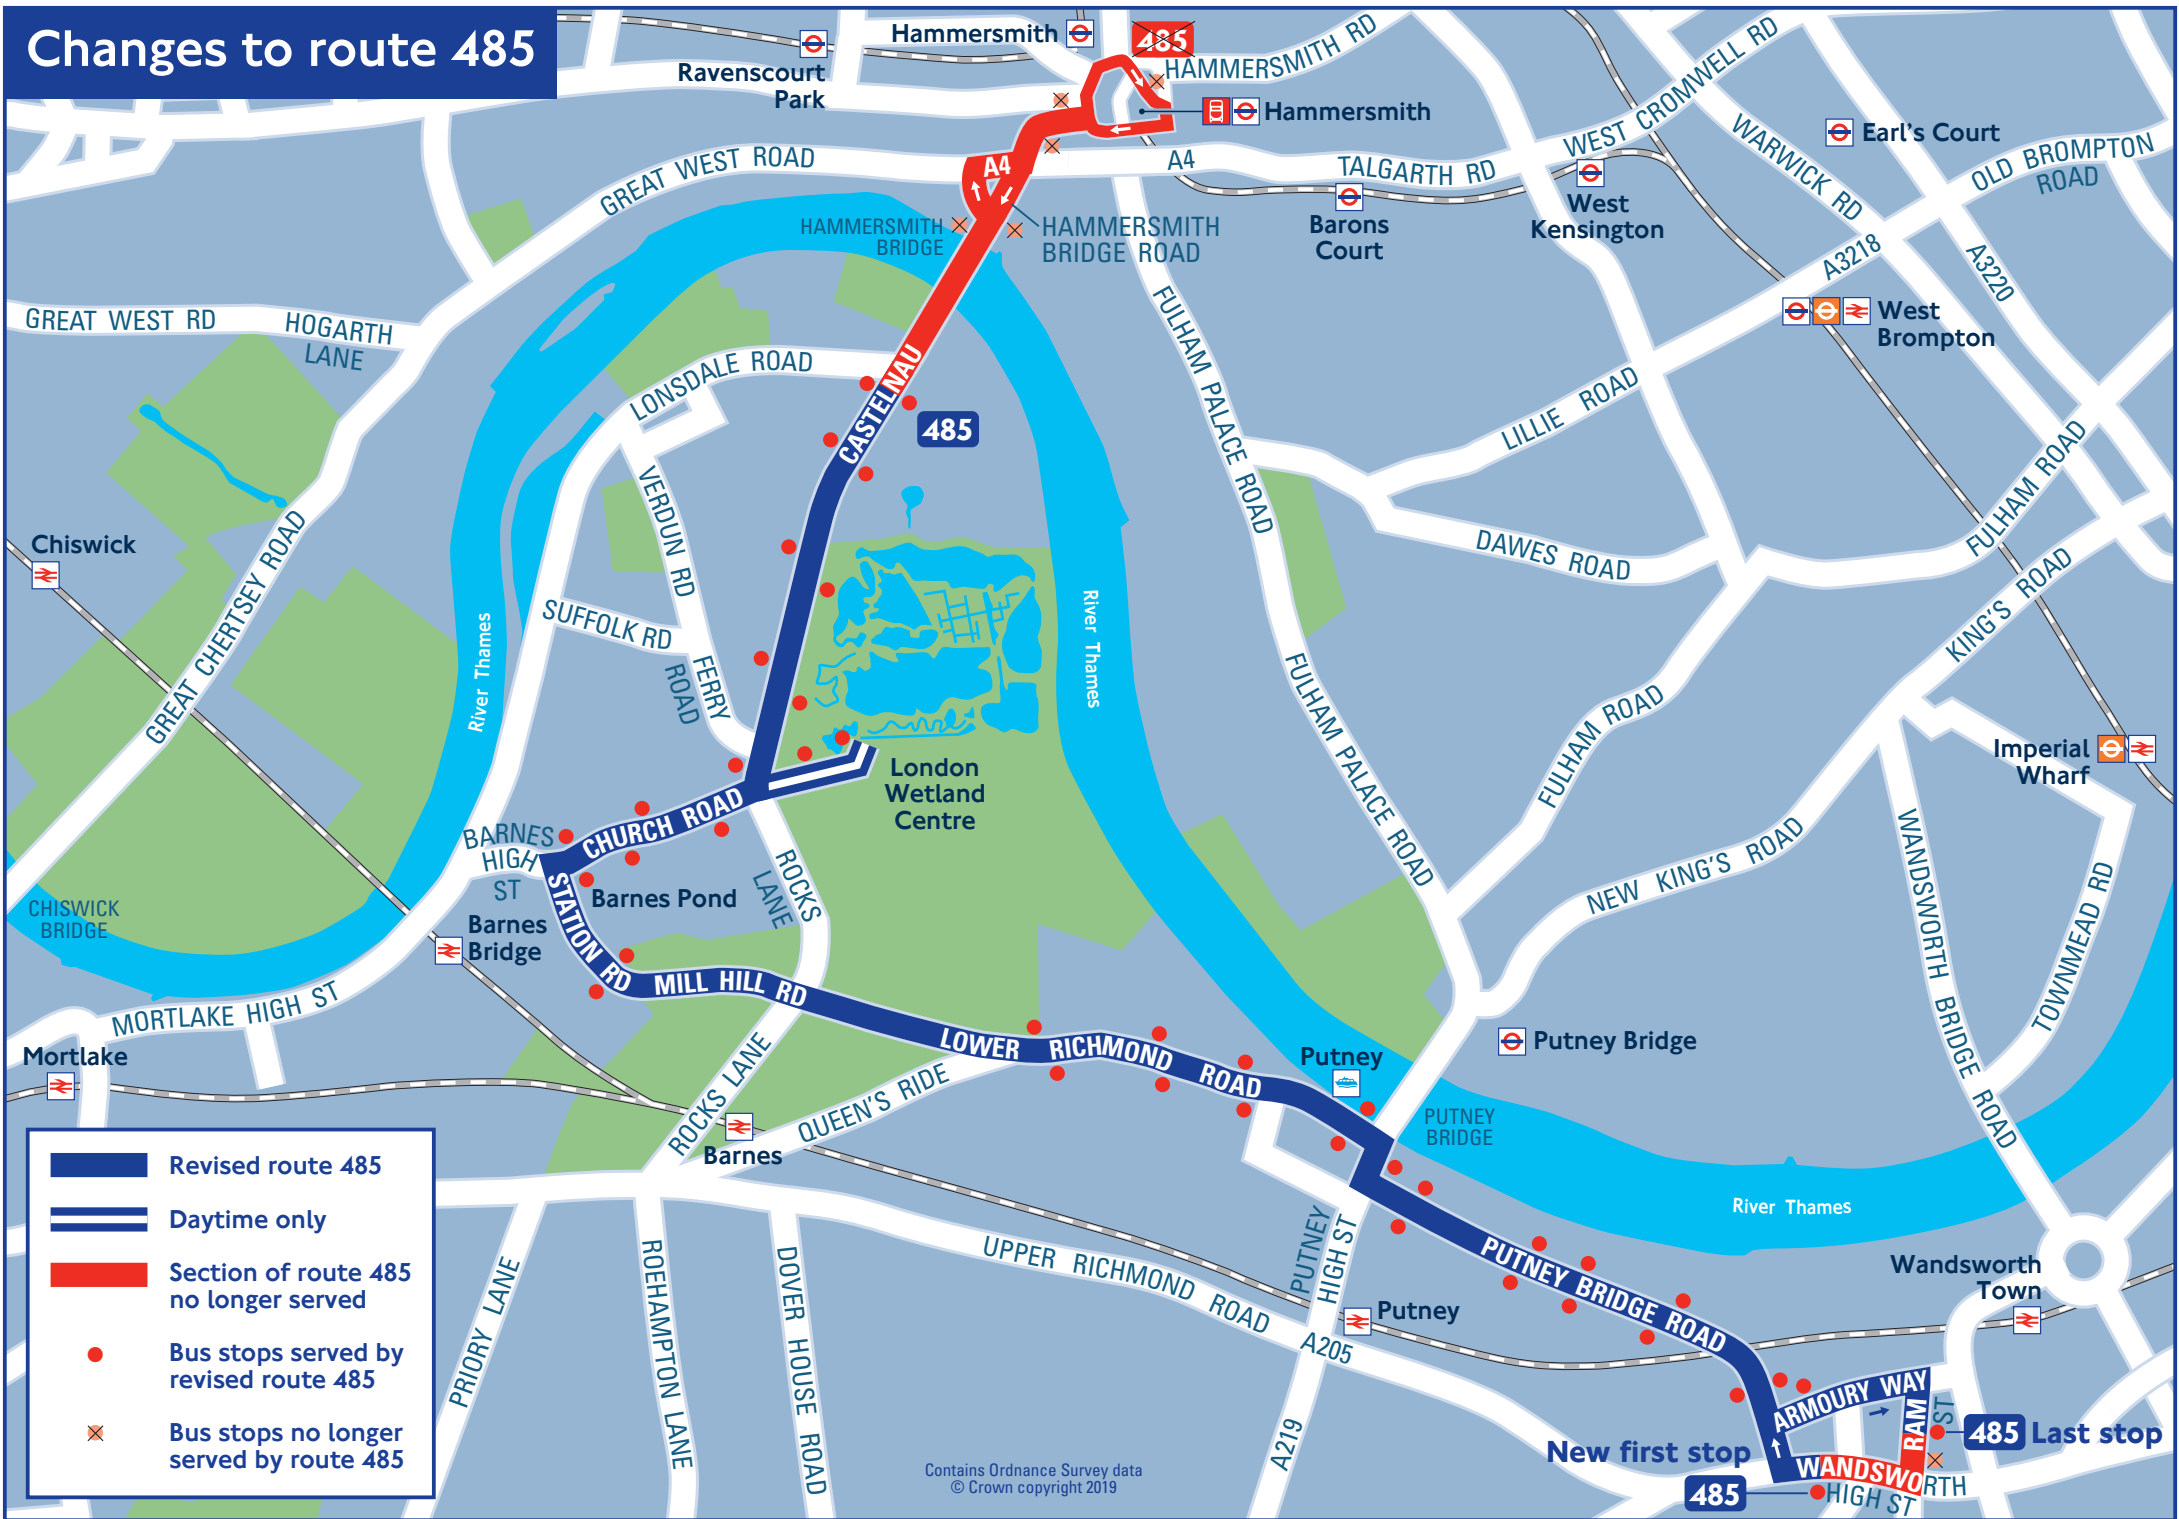 Changes to route 485
Hammersmith
485
HAMMERSMITH RD
Ravenscourt
Park
Hammersmith
WEST CROMWELL RD
Earl's Court
WARWICK RD
OLD BROMPTON
ROAD
GREAT WEST ROAD
A4
A4
TALGARTH RD
West
Kensington
Barons
Court
HAMMERSMITH
BRIDGE
HAMMERSMITH
BRIDGE ROAD
A3218
A3220
West
Brompton
GREAT WEST RD
HOGARTH
LANE
FULHAM PALACE ROAD
LONSDALE ROAD
CASTELNAU
485
LILLIE ROAD
FULHAM ROAD
VERDUN RD
Chiswick
DAWES ROAD
KING'S ROAD
GREAT CHERTSEY ROAD
SUFFOLK RD
River Thames
River Thames
FERRY
ROAD
FULHAM PALACE ROAD
FULHAM ROAD
Imperial
Wharf
London
Wetland
Centre
CHURCH ROAD
BARNES
HIGH
ST
ROCKS
LANE
NEW KING'S ROAD
WANDSWORTH BRIDGE ROAD
TOWNMEAD RD
Barnes Pond
STATION RD
CHISWICK
BRIDGE
Barnes
Bridge
MILL HILL RD
MORTLAKE HIGH ST
Mortlake
LOWER RICHMOND ROAD
Putney
Putney Bridge
PUTNEY
BRIDGE
ROCKS LANE
QUEEN'S RIDE
Barnes
River Thames
Revised route 485
Daytime only
Section of route 485
no longer served
Bus stops served by
revised route 485
Bus stops no longer
served by route 485
PRIORY LANE
ROEHAMPTON LANE
DOVER HOUSE ROAD
UPPER RICHMOND ROAD
A205
PUTNEY
HIGH ST
Putney
A219
PUTNEY BRIDGE ROAD
Wandsworth
Town
ARMOURY WAY
RAM ST
485 Last stop
New first stop
485
WANDSWORTH
HIGH ST
Contains Ordnance Survey data
© Crown copyright 2019